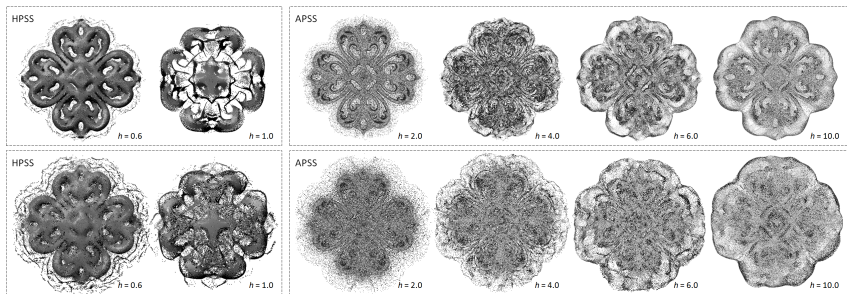 HPSS
h = 0.6
h = 1.0
APSS
h = 2.0
h = 4.0
h = 6.0
h = 10.0
HPSS
h = 0.6
h = 1.0
APSS
h = 2.0
h = 4.0
h = 6.0
h = 10.0